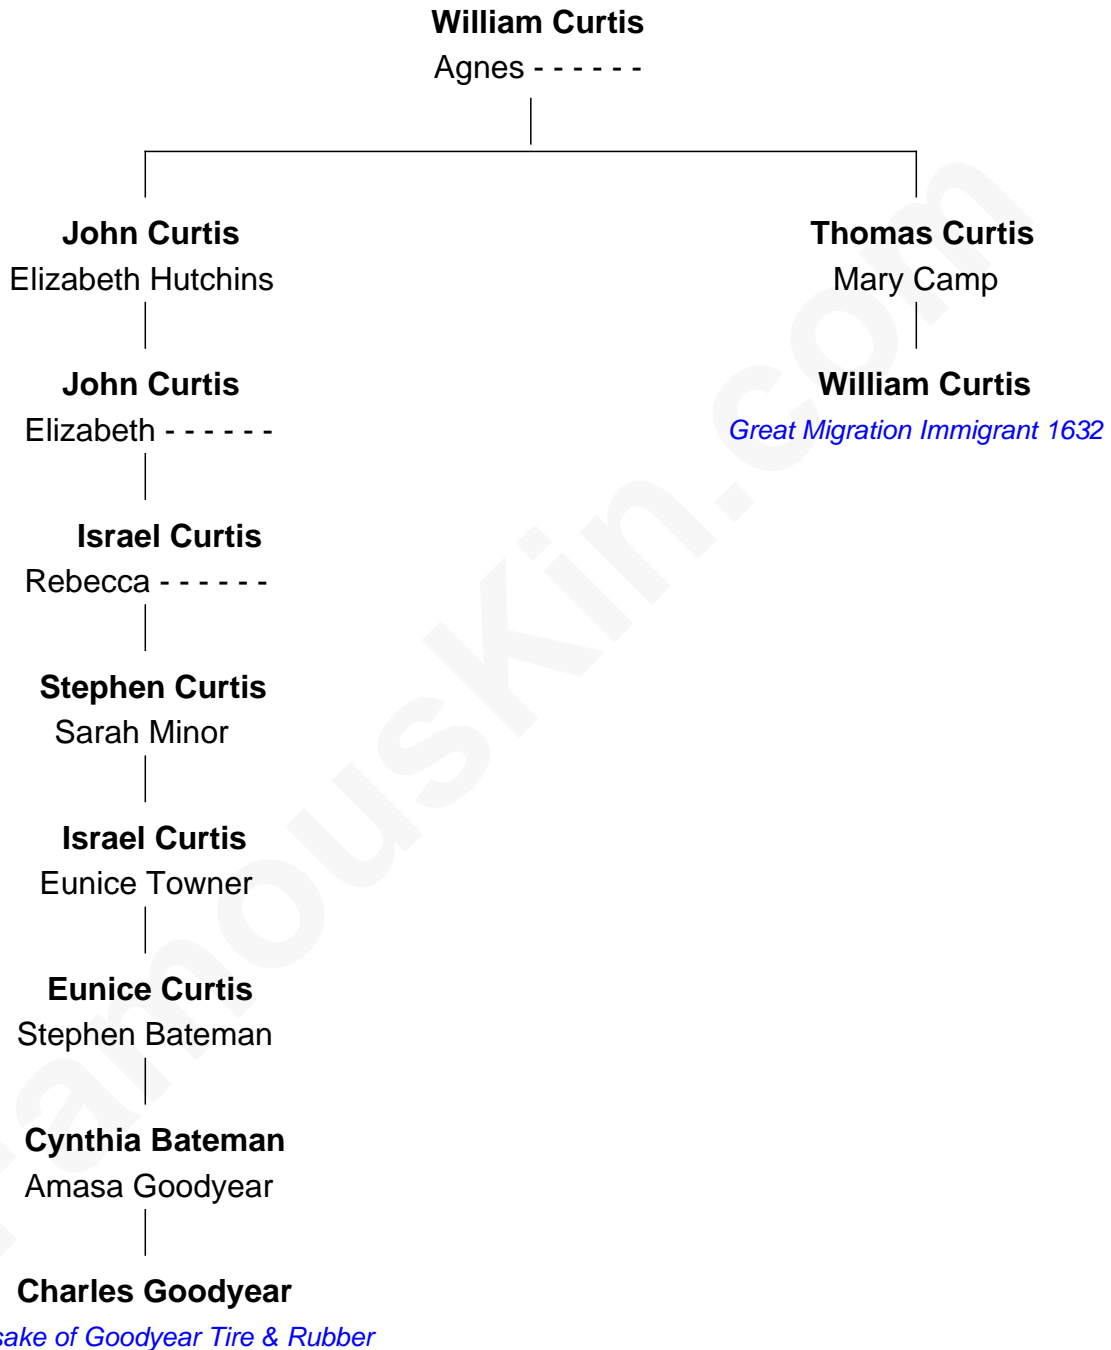 William Curtis
Agnes - - - - - -
John Curtis
Elizabeth Hutchins
Thomas Curtis
Mary Camp
John Curtis
Elizabeth - - - - - -
William Curtis
Great Migration Immigrant 1632
Israel Curtis
Rebecca - - - - - -
Stephen Curtis
Sarah Minor
Israel Curtis
Eunice Towner
Eunice Curtis
Stephen Bateman
Cynthia Bateman
Amasa Goodyear
Charles Goodyear
sake of Goodyear Tire & Rubber
FamousKin.com